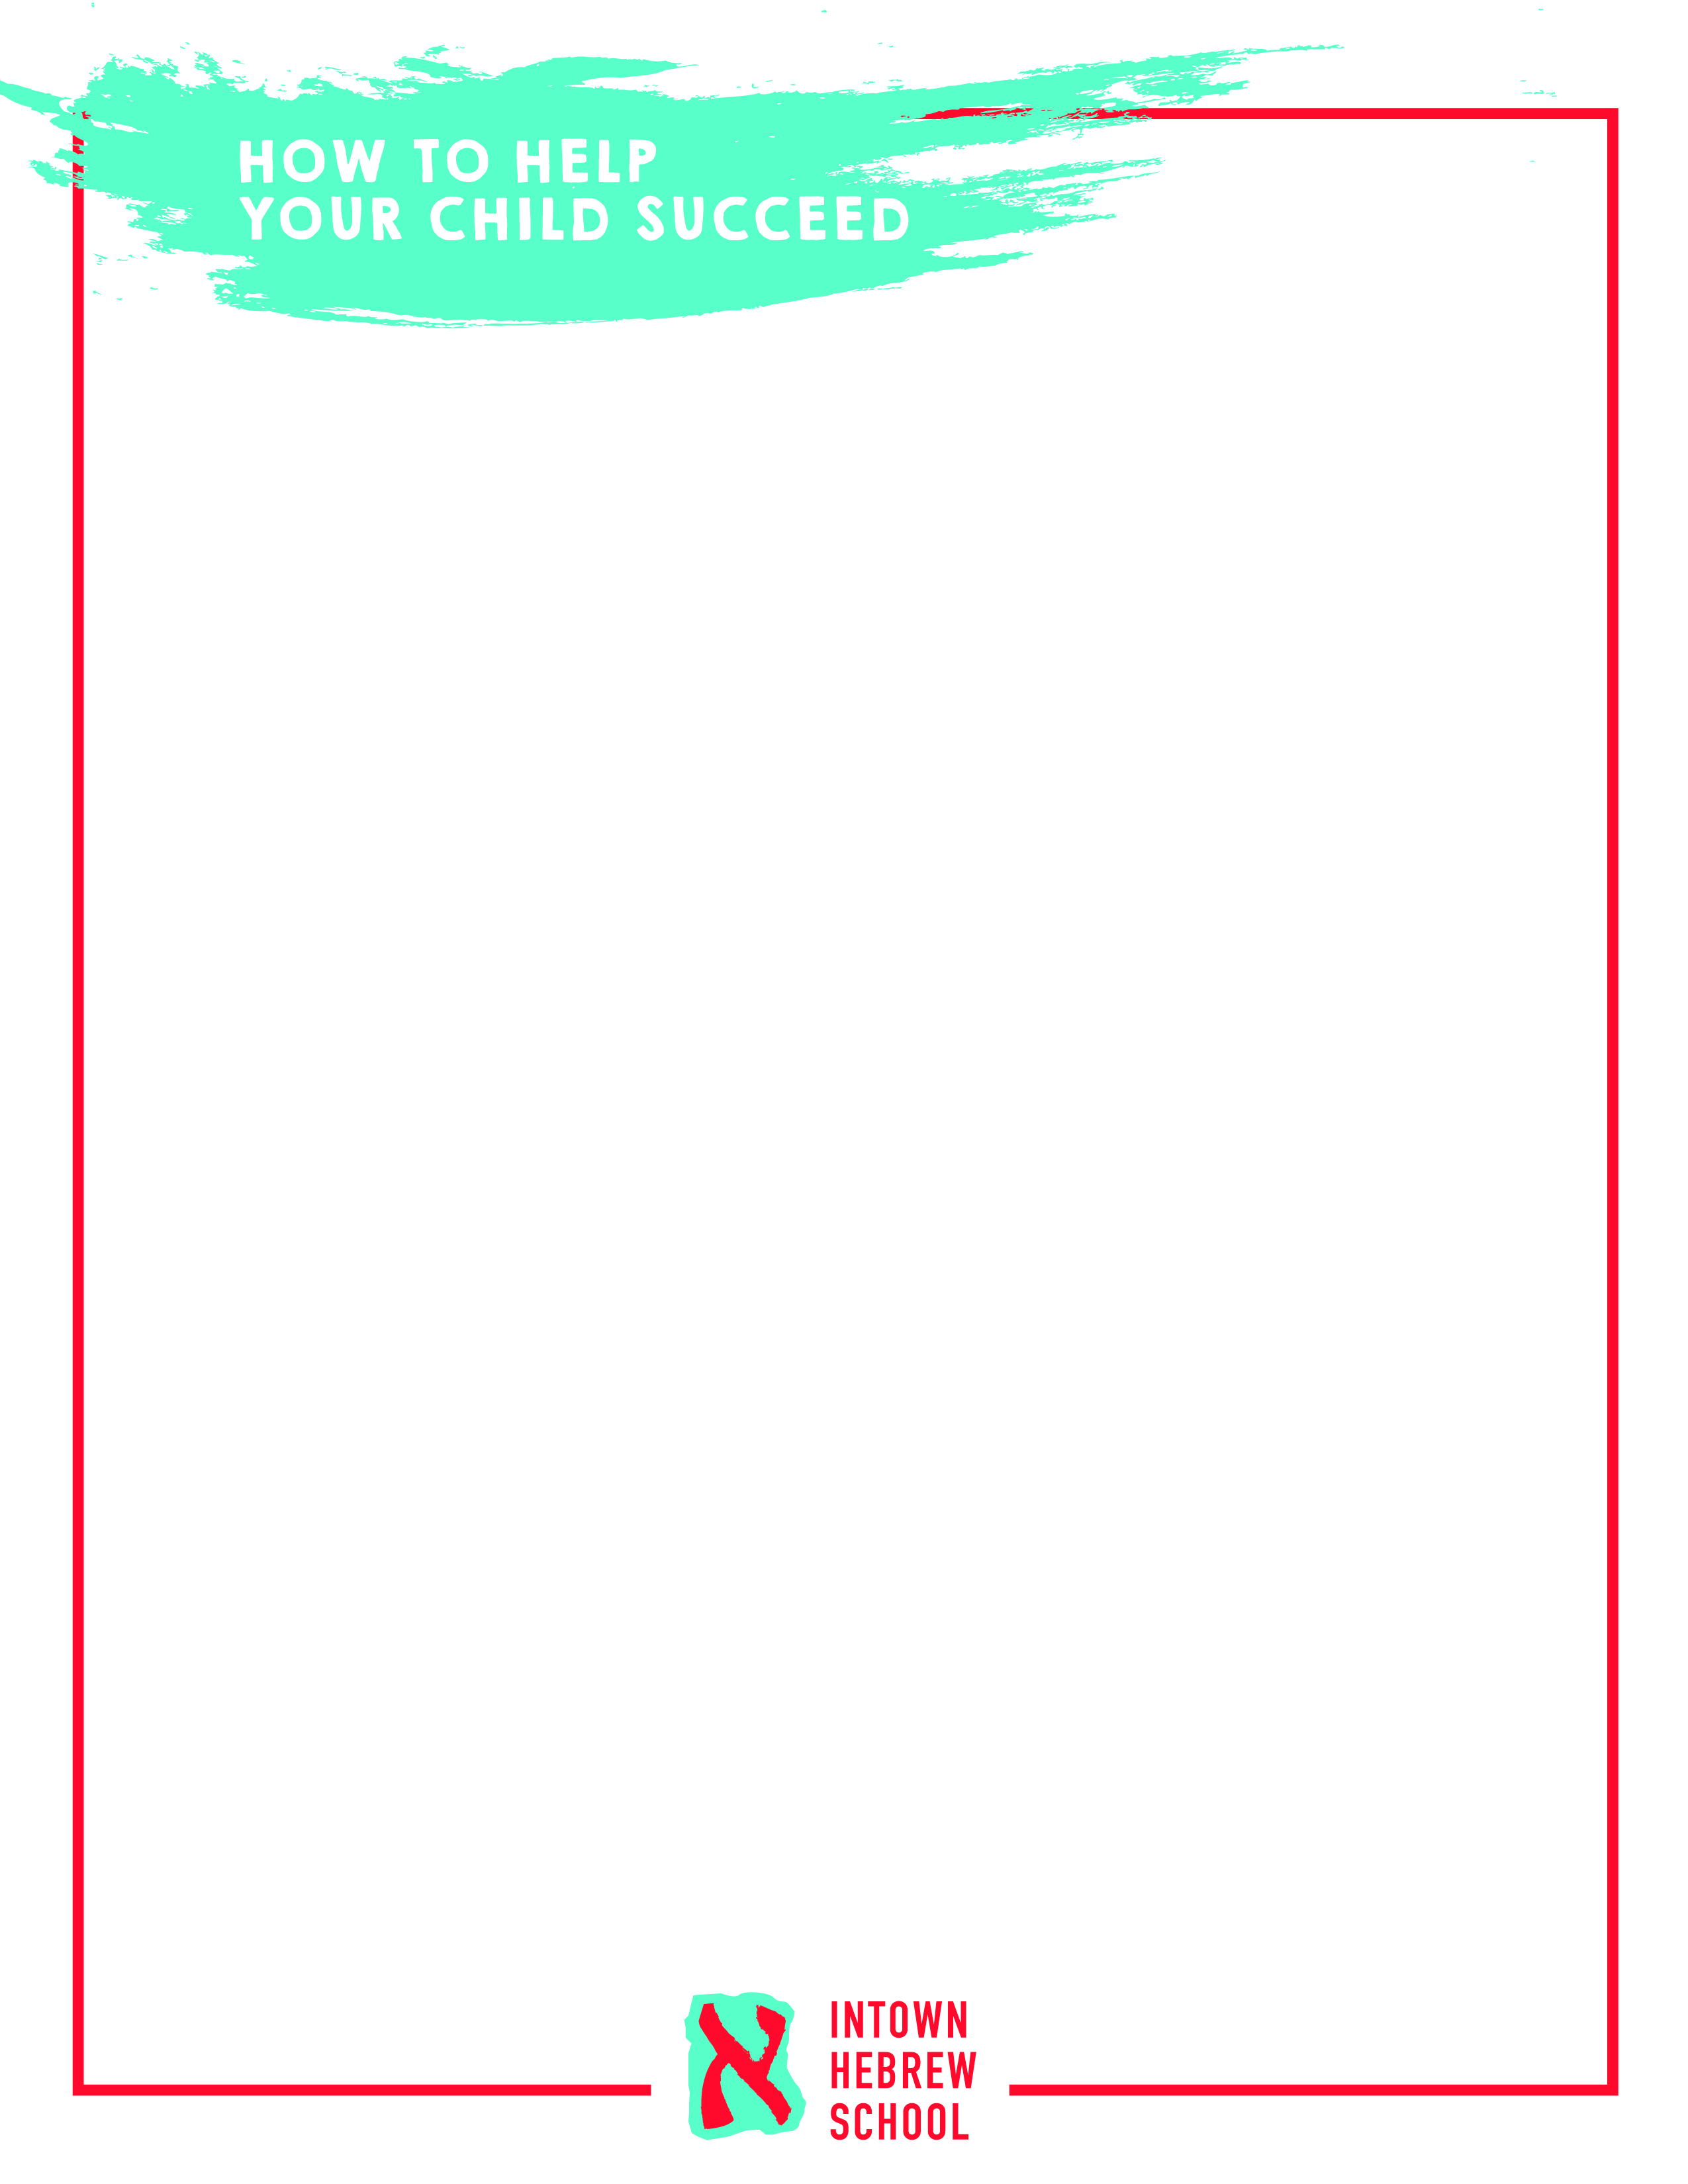 HOW TO HELP
YOUR CHILD SUCCEED
א
INTOWN
HEBREW
SCHOOL